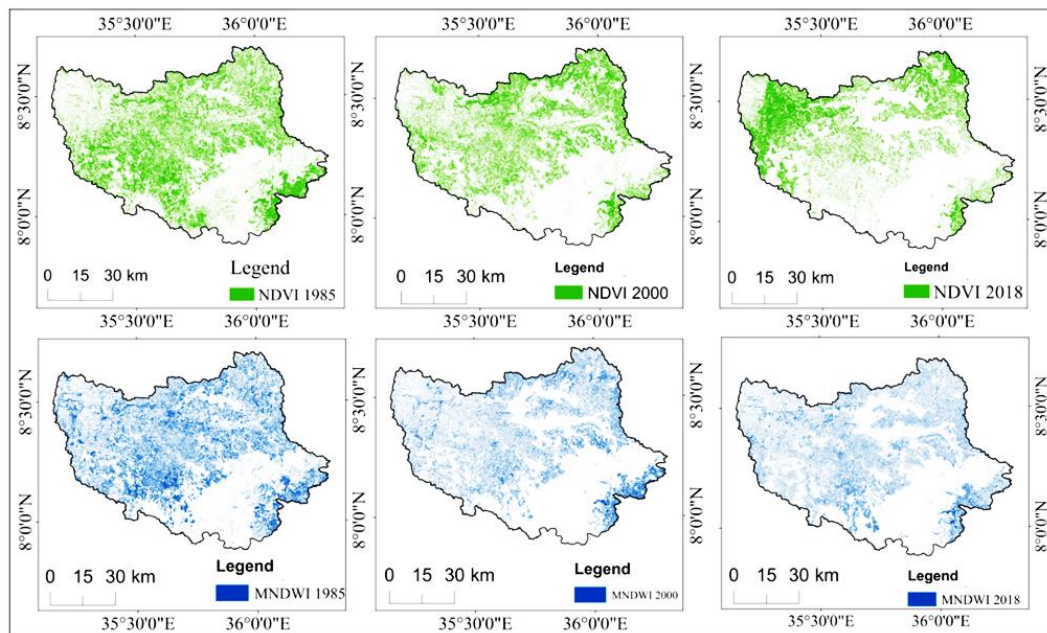 35°30'0"E 36°0'0"E 35°30'0"E 36°0'0"E 35°30'0"E 36°0'0"E
8°30'0"N 8°30'0"N 8°30'0"N
8°0'0"N 8°0'0"N 8°0'0"N
0 15 30 km Legend
NDVI 1985
0 15 30 km Legend
NDVI 2000
0 15 30 km Legend
NDVI 2018
35°30'0"E 36°0'0"E 35°30'0"E 36°0'0"E 35°30'0"E 36°0'0"E
8°30'0"N 8°30'0"N 8°30'0"N 8°30'0"N
8°0'0"N 8°0'0"N 8°0'0"N 8°0'0"N
0 15 30 km Legend
MNDWI 1985
0 15 30 km Legend
MNDWI 2000
0 15 30 km Legend
MNDWI 2018
35°30'0"E 36°0'0"E 35°30'0"E 36°0'0"E 35°30'0"E 36°0'0"E